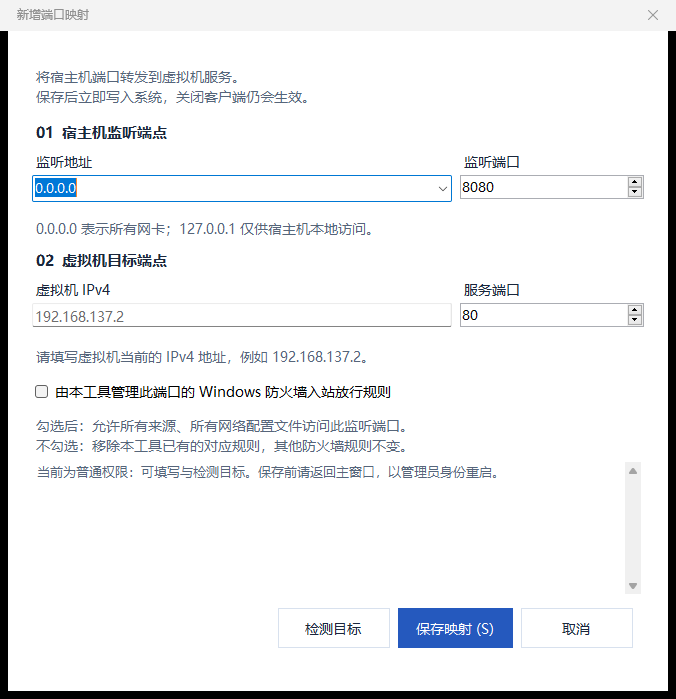 新增端口映射
将宿主机端口转发到虚拟机服务。
保存后立即写入系统，关闭客户端仍会生效。
01 宿主机监听端点
监听地址 监听端口
0.0.0.0 8080
0.0.0.0 表示所有网卡；127.0.0.1 仅供宿主机本地访问。
02 虚拟机目标端点
虚拟机 IPv4 服务端口
192.168.137.2 80
请填写虚拟机当前的 IPv4 地址，例如 192.168.137.2。
由本工具管理此端口的 Windows 防火墙入站放行规则
勾选后：允许所有来源、所有网络配置文件访问此监听端口。
不勾选：移除本工具已有的对应规则，其他防火墙规则不变。
当前为普通权限：可填写与检测目标。保存前请返回主窗口，以管理员身份重启。
检测目标 保存映射 (S) 取消